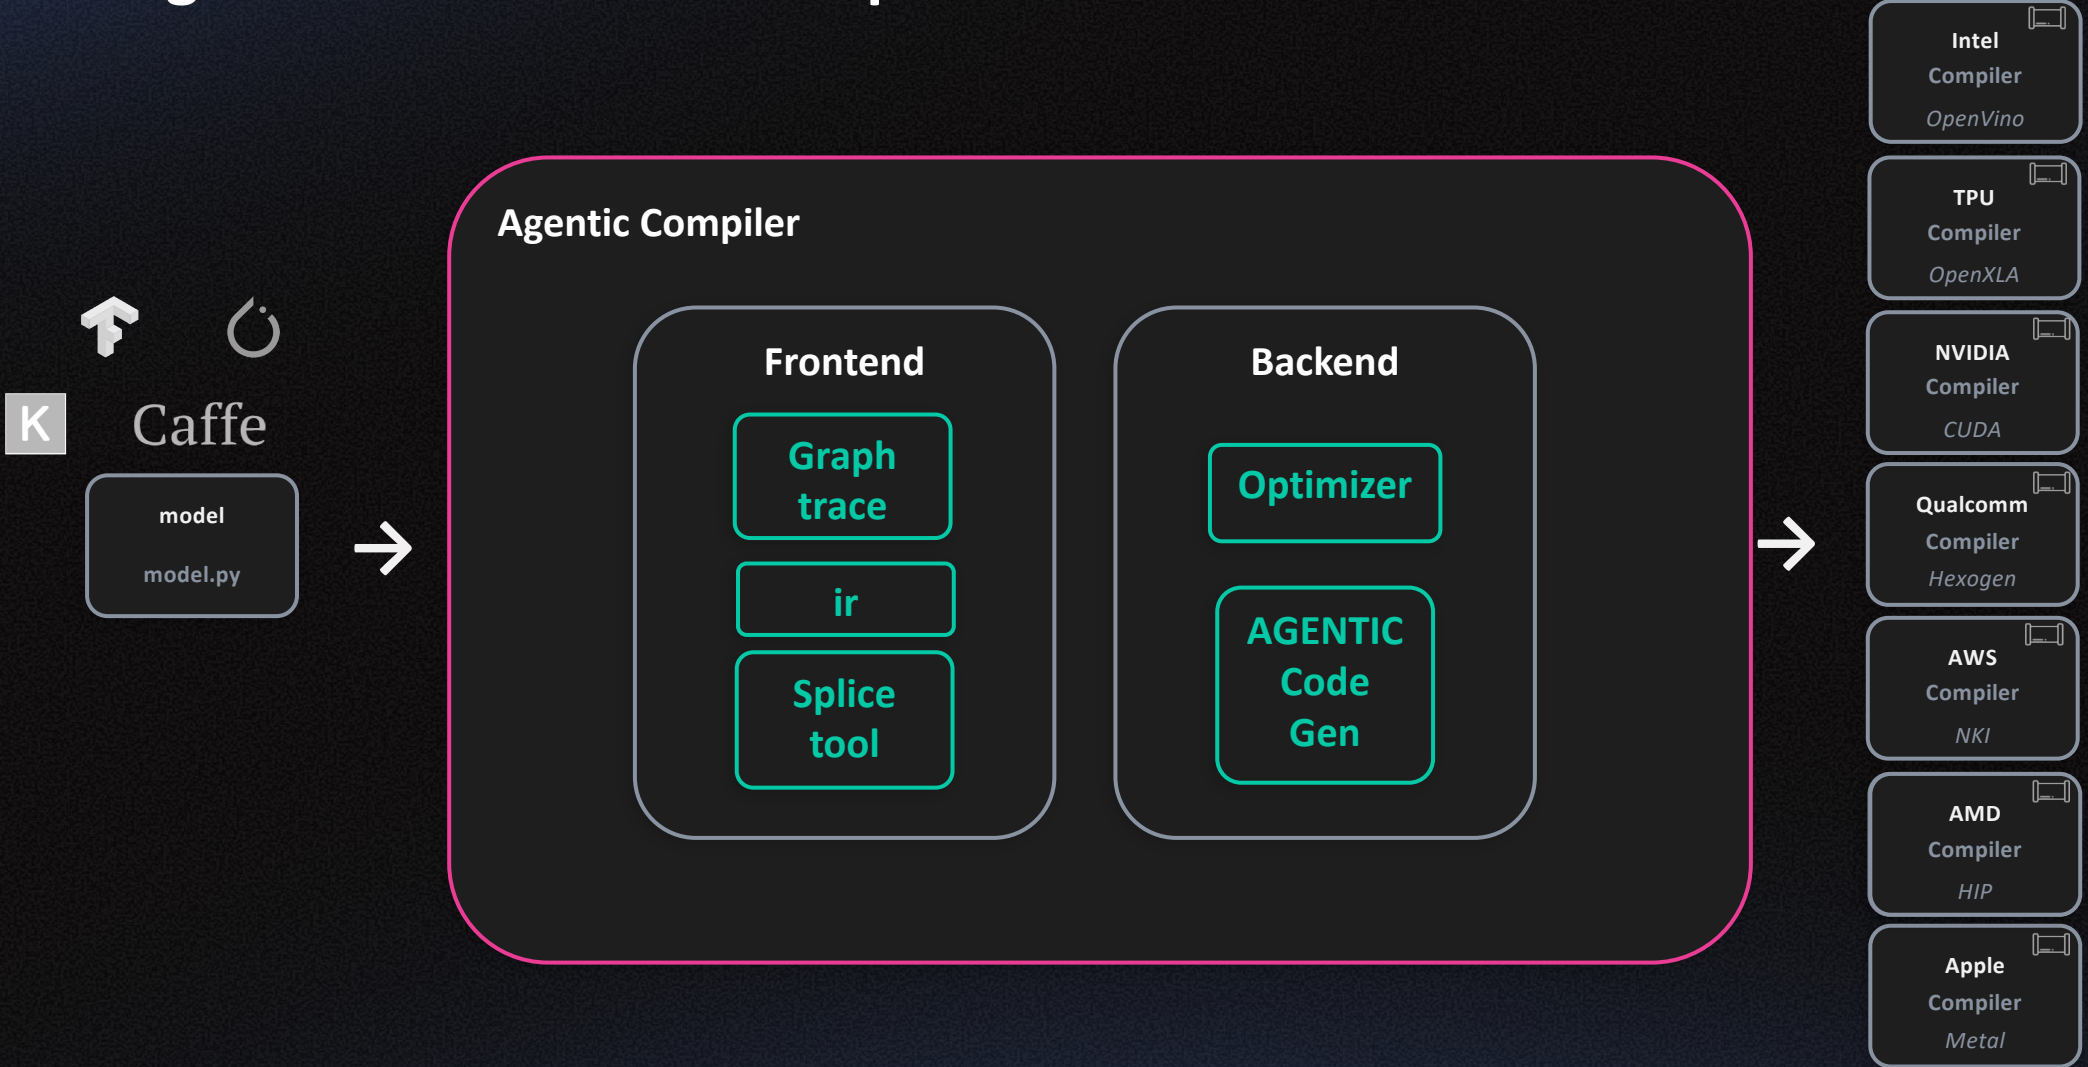 K
Caffe
model
model.py
Agentic Compiler
Frontend
Graph
trace
ir
Splice
tool
Backend
Optimizer
AGENTIC
Code
Gen
Intel
Compiler
OpenVino
TPU
Compiler
OpenXLA
NVIDIA
Compiler
CUDA
Qualcomm
Compiler
Hexogen
AWS
Compiler
NKI
AMD
Compiler
HIP
Apple
Compiler
Metal